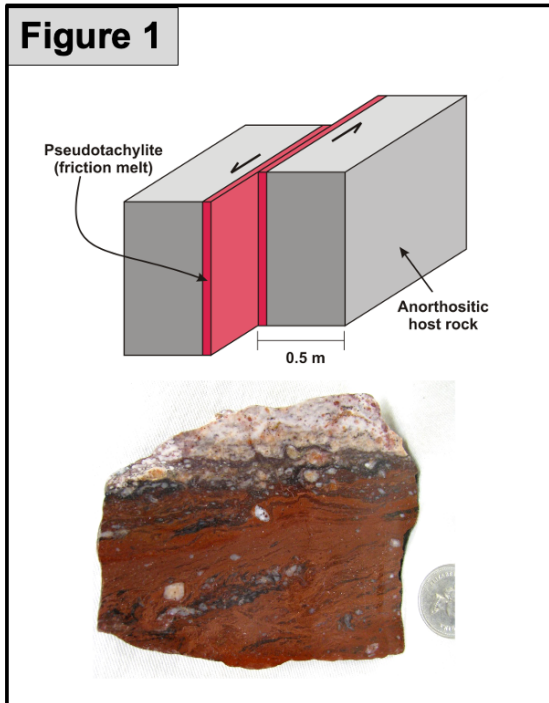 Figure 1
Pseudotachylite
(friction melt)
Anorthositic
host rock
0.5 m